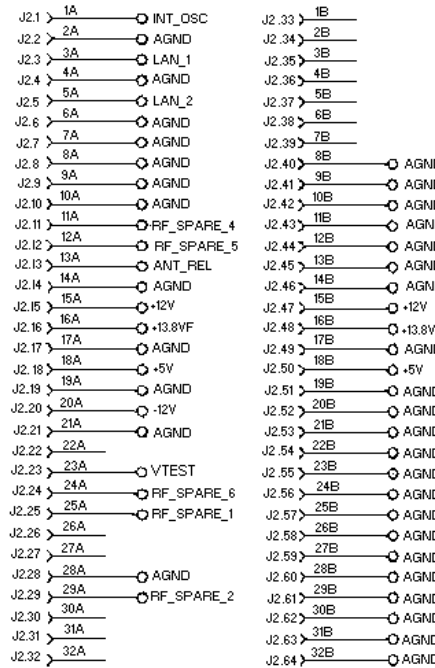 J2.1 1A INT_OSC
J2.2 2A AGND
J2.3 3A LAN_1
J2.4 4A AGND
J2.5 5A LAN_2
J2.6 6A AGND
J2.7 7A AGND
J2.8 8A AGND
J2.9 9A AGND
J2.10 10A AGND
J2.11 11A RF_SPARE_4
J2.12 12A RF_SPARE_5
J2.13 13A ANT_REL
J2.14 14A AGND
J2.15 15A +12V
J2.16 16A +13.8VF
J2.17 17A AGND
J2.18 18A +5V
J2.19 19A AGND
J2.20 20A -12V
J2.21 21A AGND
J2.22 22A
J2.23 23A VTEST
J2.24 24A RF_SPARE_6
J2.25 25A RF_SPARE_1
J2.26 26A
J2.27 27A
J2.28 28A AGND
J2.29 29A RF_SPARE_2
J2.30 30A
J2.31 31A
J2.32 32A
J2.33 1B
J2.34 2B
J2.35 3B
J2.36 4B
J2.37 5B
J2.38 6B
J2.39 7B
J2.40 8B AGND
J2.41 9B AGND
J2.42 10B AGND
J2.43 11B AGN
J2.44 12B AGND
J2.45 13B AGND
J2.46 14B AGN
J2.47 15B +12V
J2.48 16B +13.8V
J2.49 17B AGND
J2.50 18B +5V
J2.51 19B AGND
J2.52 20B AGND
J2.53 21B AGND
J2.54 22B AGND
J2.55 23B AGND
J2.56 24B AGND
J2.57 25B AGND
J2.58 26B AGND
J2.59 27B AGND
J2.60 28B AGND
J2.61 29B AGND
J2.62 30B AGND
J2.63 31B AGND
J2.64 32B AGND